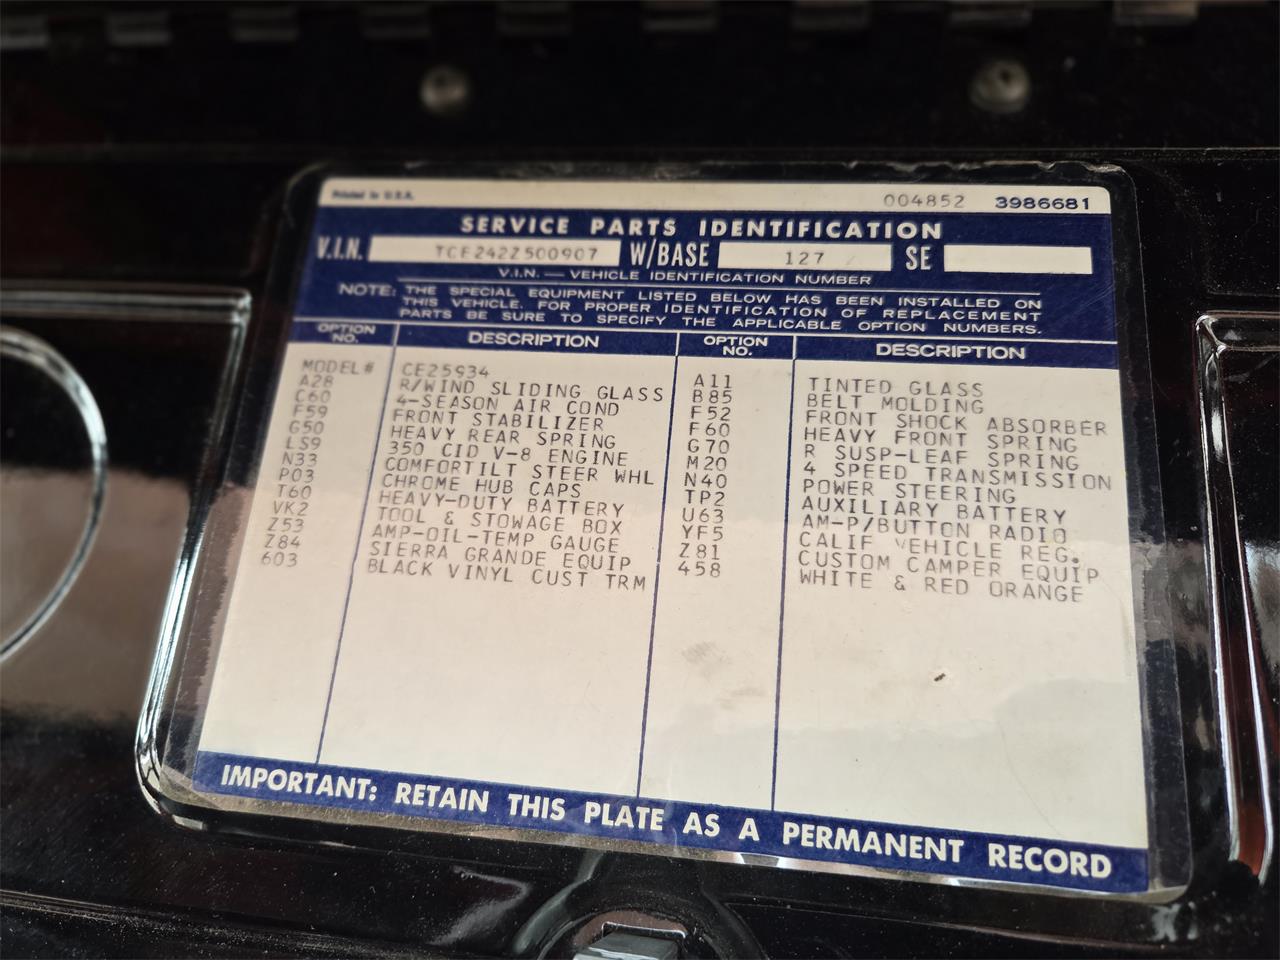 Printed in U.S.A. 004852 3986681
SERVICE PARTS IDENTIFICATION
V.I.N. TCE242Z500907 W/BASE 127 SE
V.I.N. — VEHICLE IDENTIFICATION NUMBER
NOTE: THE SPECIAL EQUIPMENT LISTED BELOW HAS BEEN INSTALLED ON
THIS VEHICLE. FOR PROPER IDENTIFICATION OF REPLACEMENT
PARTS BE SURE TO SPECIFY THE APPLICABLE OPTION NUMBERS.
OPTION NO. DESCRIPTION OPTION NO. DESCRIPTION
MODEL# CE25934
A28 R/WIND SLIDING GLASS A11 TINTED GLASS
C60 4-SEASON AIR COND B85 BELT MOLDING
F59 FRONT STABILIZER F52 FRONT SHOCK ABSORBER
G50 HEAVY REAR SPRING F60 HEAVY FRONT SPRING
LS9 350 CID V-8 ENGINE G70 R SUSP-LEAF SPRING
N33 COMFORTILT STEER WHL M20 4 SPEED TRANSMISSION
P03 CHROME HUB CAPS N40 POWER STEERING
T60 HEAVY-DUTY BATTERY TP2 AUXILIARY BATTERY
VK2 TOOL & STOWAGE BOX U63 AM-P/BUTTON RADIO
Z53 AMP-OIL-TEMP GAUGE YF5 CALIF VEHICLE REG.
Z84 SIERRA GRANDE EQUIP Z81 CUSTOM CAMPER EQUIP
603 BLACK VINYL CUST TRM 458 WHITE & RED ORANGE
IMPORTANT: RETAIN THIS PLATE AS A PERMANENT RECORD